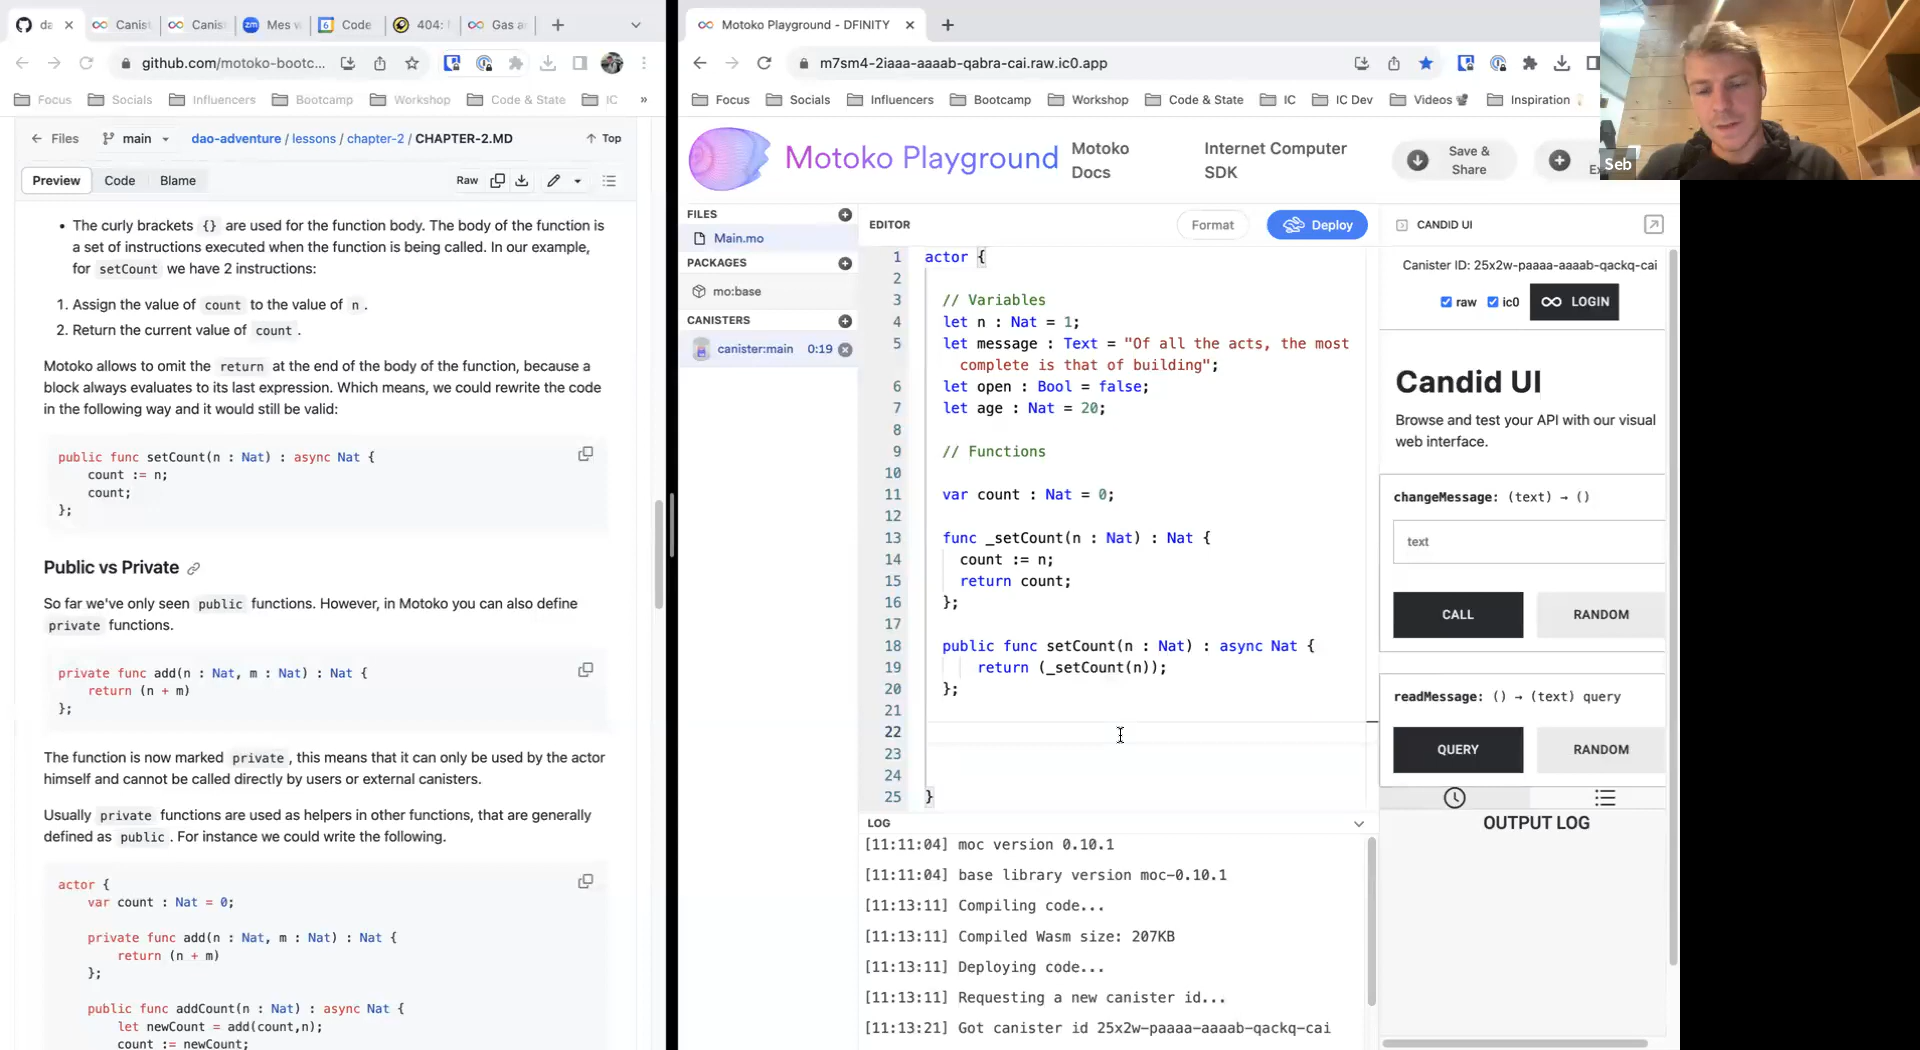 da
Canist
Canis
Mes v
Code
404:
Gas a
github.com/motoko-bootc...
Focus
Socials
Influencers
Bootcamp
Workshop
Code & State
IC
»
Files
main
dao-adventure / lessons / chapter-2 / CHAPTER-2.MD
Top
Preview
Code
Blame
Raw
• The curly brackets {} are used for the function body. The body of the function is
a set of instructions executed when the function is being called. In our example,
for setCount we have 2 instructions:
1. Assign the value of count to the value of n .
2. Return the current value of count .
Motoko allows to omit the return at the end of the body of the function, because a
block always evaluates to its last expression. Which means, we could rewrite the code
in the following way and it would still be valid:
public func setCount(n : Nat) : async Nat {
count := n;
count;
};
Public vs Private
So far we've only seen public functions. However, in Motoko you can also define
private functions.
private func add(n : Nat, m : Nat) : Nat {
return (n + m)
};
The function is now marked private , this means that it can only be used by the actor
himself and cannot be called directly by users or external canisters.
Usually private functions are used as helpers in other functions, that are generally
defined as public . For instance we could write the following.
actor {
var count : Nat = 0;
private func add(n : Nat, m : Nat) : Nat {
return (n + m)
};
public func addCount(n : Nat) : async Nat {
let newCount = add(count,n);
count := newCount;
Motoko Playground - DFINITY
m7sm4-2iaaa-aaaab-qabra-cai.raw.ic0.app
Focus
Socials
Influencers
Bootcamp
Workshop
Code & State
IC
IC Dev
Videos
Inspiration
Motoko Playground
Motoko
Docs
Internet Computer
SDK
Save &
Share
Seb
FILES
Main.mo
PACKAGES
mo:base
CANISTERS
canister:main 0:19
EDITOR
Format
Deploy
1 actor {
2
3 // Variables
4 let n : Nat = 1;
5 let message : Text = "Of all the acts, the most
complete is that of building";
6 let open : Bool = false;
7 let age : Nat = 20;
8
9 // Functions
10
11 var count : Nat = 0;
12
13 func _setCount(n : Nat) : Nat {
14 count := n;
15 return count;
16 };
17
18 public func setCount(n : Nat) : async Nat {
19 return (_setCount(n));
20 };
21
22
23
24
25 }
LOG
[11:11:04] moc version 0.10.1
[11:11:04] base library version moc-0.10.1
[11:13:11] Compiling code...
[11:13:11] Compiled Wasm size: 207KB
[11:13:11] Deploying code...
[11:13:11] Requesting a new canister id...
[11:13:21] Got canister id 25x2w-paaaa-aaaab-qackq-cai
CANDID UI
Canister ID: 25x2w-paaaa-aaaab-qackq-cai
raw
ic0
LOGIN
Candid UI
Browse and test your API with our visual
web interface.
changeMessage: (text) → ()
text
CALL
RANDOM
readMessage: () → (text) query
QUERY
RANDOM
OUTPUT LOG